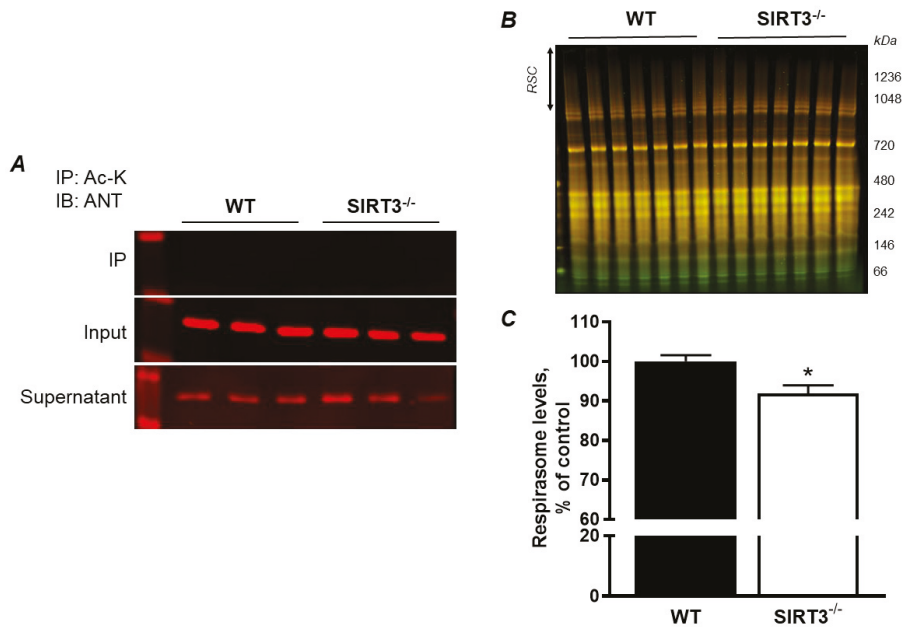 A
IP: Ac-K
IB: ANT
WT
SIRT3-/-
IP
Input
Supernatant
B
WT
SIRT3-/-
kDa
RSC
1236
1048
720
480
242
146
66
C
Respirasome levels,
% of control
110
100
90
80
70
60
20
0
*
WT
SIRT3-/-